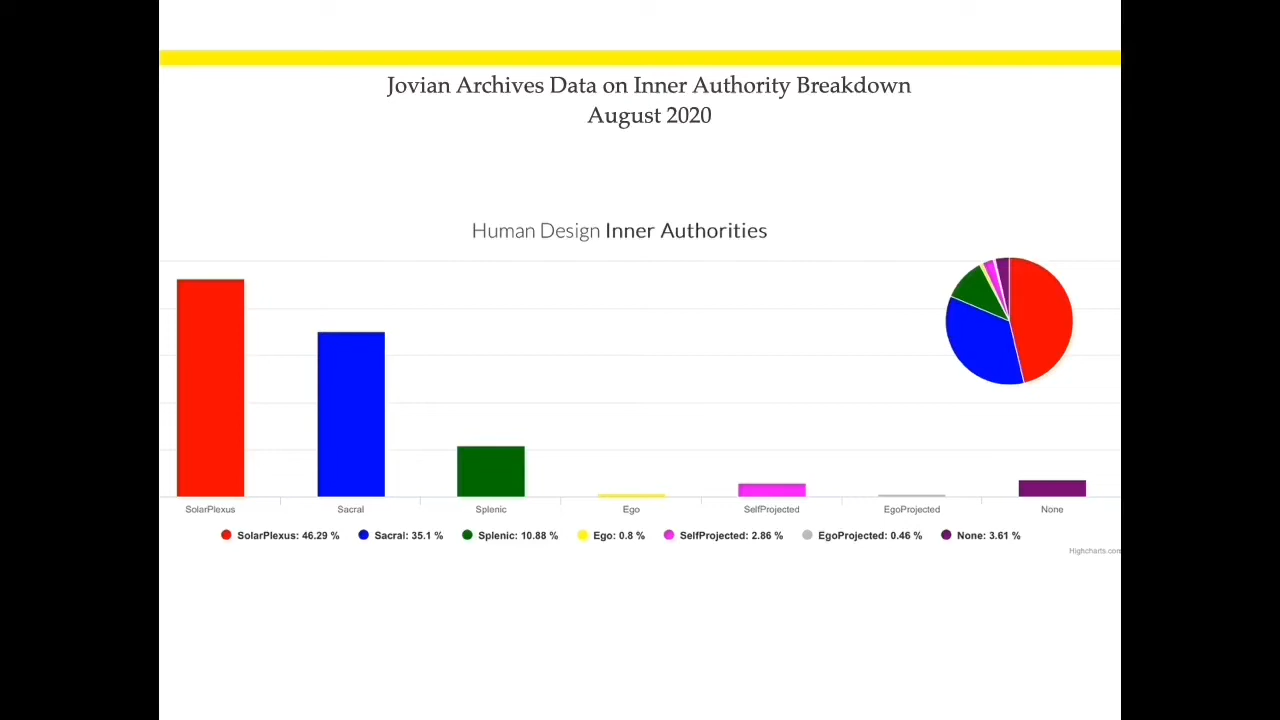 Jovian Archives Data on Inner Authority Breakdown
August 2020
Human Design Inner Authorities
SolarPlexus Sacral Splenic Ego SelfProjected EgoProjected None
SolarPlexus: 46.29 % Sacral: 35.1 % Splenic: 10.88 % Ego: 0.8 % SelfProjected: 2.86 % EgoProjected: 0.46 % None: 3.61 %
Highcharts.com